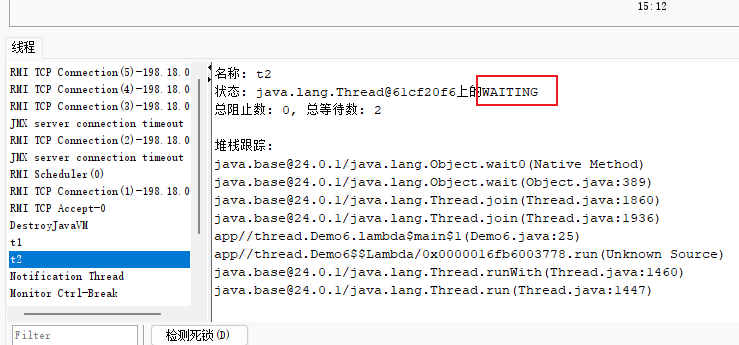 15:12
线程
RMI TCP Connection(5)-198.18.0
RMI TCP Connection(4)-198.18.0
RMI TCP Connection(3)-198.18.0
JMX server connection timeout
RMI TCP Connection(2)-198.18.0
JMX server connection timeout
RMI Scheduler(0)
RMI TCP Connection(1)-198.18.0
RMI TCP Accept-0
DestroyJavaVM
t1
t2
Notification Thread
Monitor Ctrl-Break
名称: t2
状态: java.lang.Thread@61cf20f6上的WAITING
总阻止数: 0, 总等待数: 2
堆栈跟踪:
java.base@24.0.1/java.lang.Object.wait0(Native Method)
java.base@24.0.1/java.lang.Object.wait(Object.java:389)
java.base@24.0.1/java.lang.Thread.join(Thread.java:1860)
java.base@24.0.1/java.lang.Thread.join(Thread.java:1936)
app//thread.Demo6.lambda$main$1(Demo6.java:25)
app//thread.Demo6$$Lambda/0x0000016fb6003778.run(Unknown Source)
java.base@24.0.1/java.lang.Thread.runWith(Thread.java:1460)
java.base@24.0.1/java.lang.Thread.run(Thread.java:1447)
Filter
检测死锁(D)